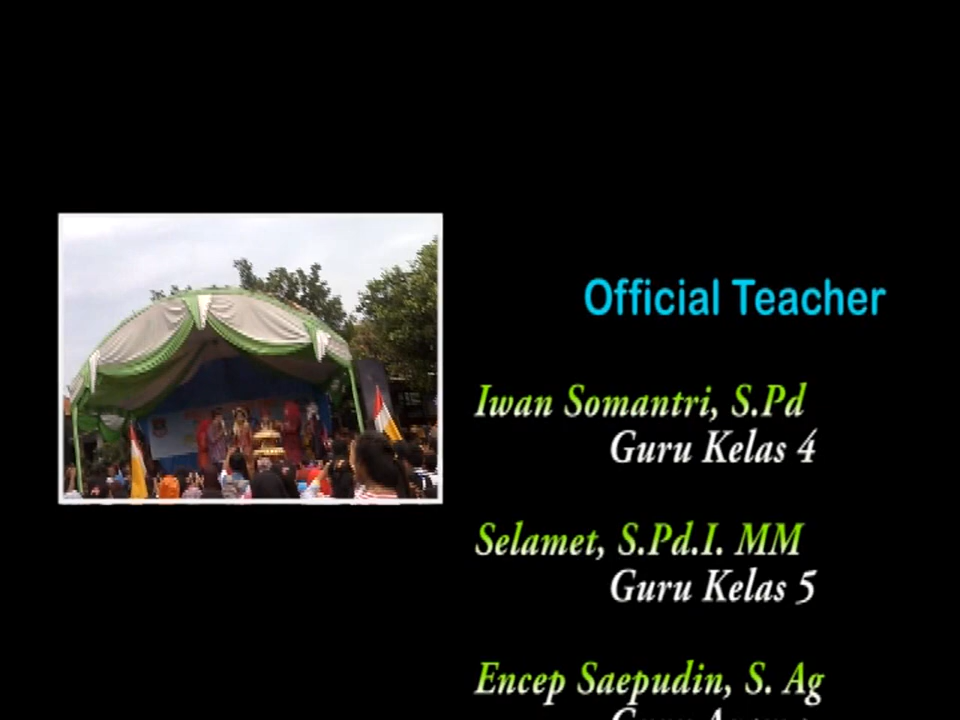 Official Teacher
Iwan Somantri, S.Pd
Guru Kelas 4
Selamet, S.Pd.I. MM
Guru Kelas 5
Encep Saepudin, S. Ag